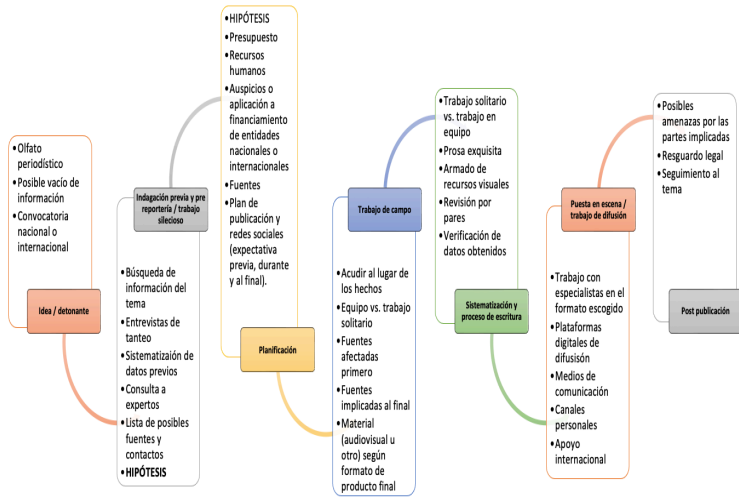 •Olfato
periodístico
•Posible vacío de
información
•Convocatoria
nacional o
internacional
Idea / detonante
Indagación previa y pre
reportería / trabajo
silecioso
•Búsqueda de
información del
tema
•Entrevistas de
tanteo
•Sistematizaión de
datos previos
•Consulta a
expertos
•Lista de posibles
fuentes y
contactos
•HIPÓTESIS
•HIPÓTESIS
•Presupuesto
•Recursos
humanos
•Auspicios o
aplicación a
financiamiento
de entidades
nacionales o
internacionales
•Fuentes
•Plan de
publicación y
redes sociales
(expectativa
previa, durante
y al final).
Planificación
Trabajo de campo
•Acudir al lugar de
los hechos
•Equipo vs. trabajo
solitario
•Fuentes
afectadas
primero
•Fuentes
implicadas al final
•Material
(audiovisual u
otro) según
formato de
producto final
•Trabajo solitario
vs. trabajo en
equipo
•Prosa exquisita
•Armado de
recursos visuales
•Revisión por
pares
•Verificación de
datos obtenidos
Sistematización y
proceso de escritura
Puesta en escena /
trabajo de difusión
•Trabajo con
especialistas en el
formato escogido
•Plataformas
digitales de
difusisón
•Medios de
comunicación
•Canales
personales
•Apoyo
internacional
•Posibles
amenazas por las
partes implicadas
•Resguardo legal
•Seguimiento al
tema
Post publicación